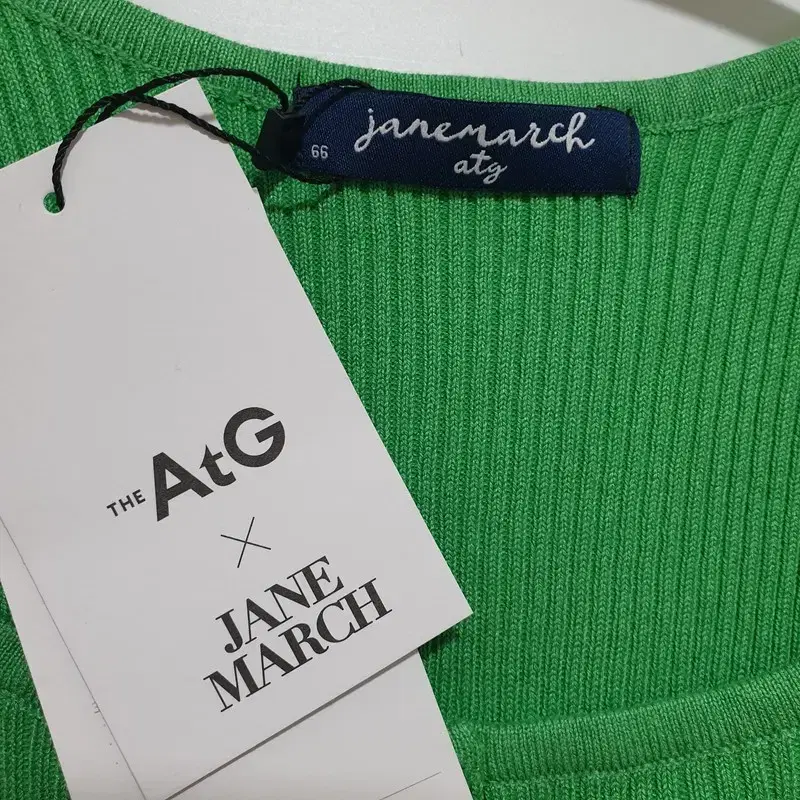 janemarch
atg
66
THE AtG
×
JANE
MARCH